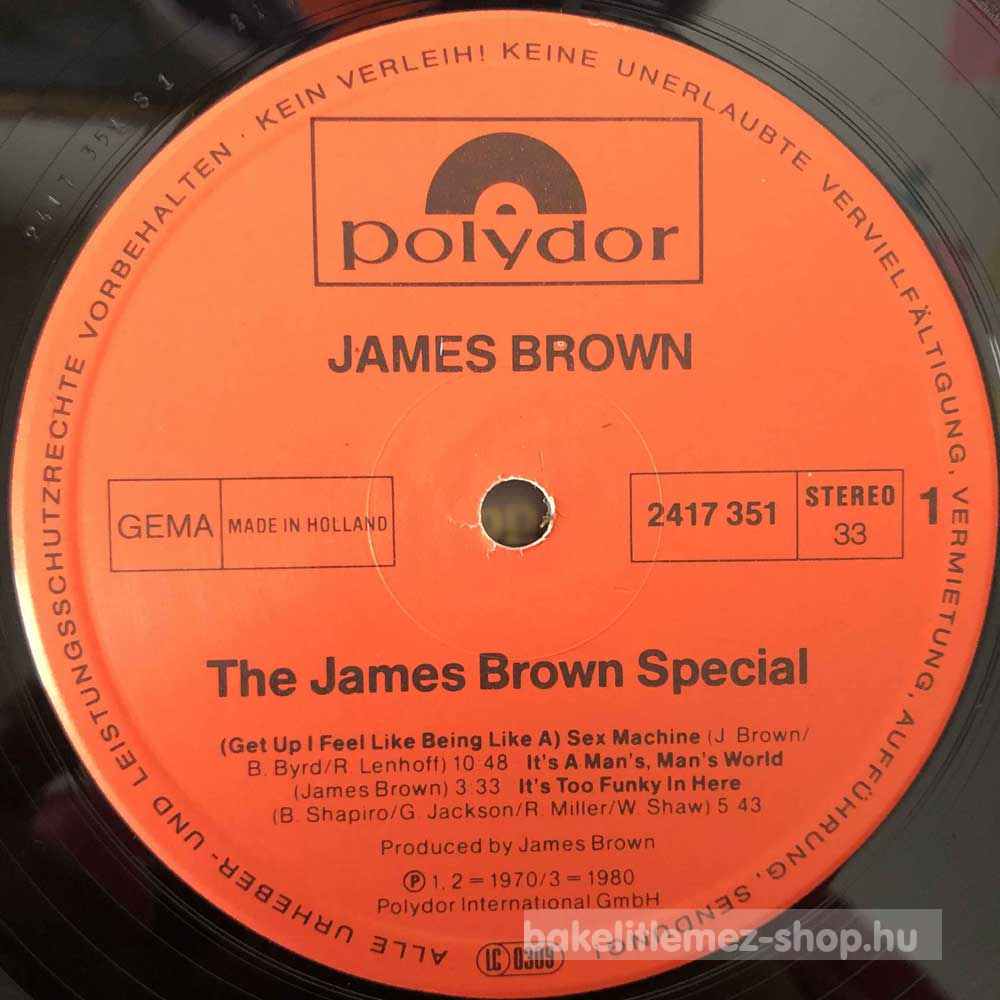 ALLE URHEBER- UND LEISTUNGSSCHUTZRECHTE VORBEHALTEN · KEIN VERLEIH! KEINE UNERLAUBTE VERVIELFÄLTIGUNG, VERMIETUNG, AUFFÜHRUNG, SENDUNG!
polydor
JAMES BROWN
GEMA MADE IN HOLLAND
2417 351 STEREO 33 1
The James Brown Special
(Get Up I Feel Like Being Like A) Sex Machine (J. Brown/
B. Byrd/R. Lenhoff) 10 48 It's A Man's, Man's World
(James Brown) 3 33 It's Too Funky In Here
(B. Shapiro/G. Jackson/R. Miller/W. Shaw) 5 43
Produced by James Brown
℗ 1, 2 = 1970/3 = 1980
Polydor International GmbH
LC 0309
bakelitlemez-shop.hu